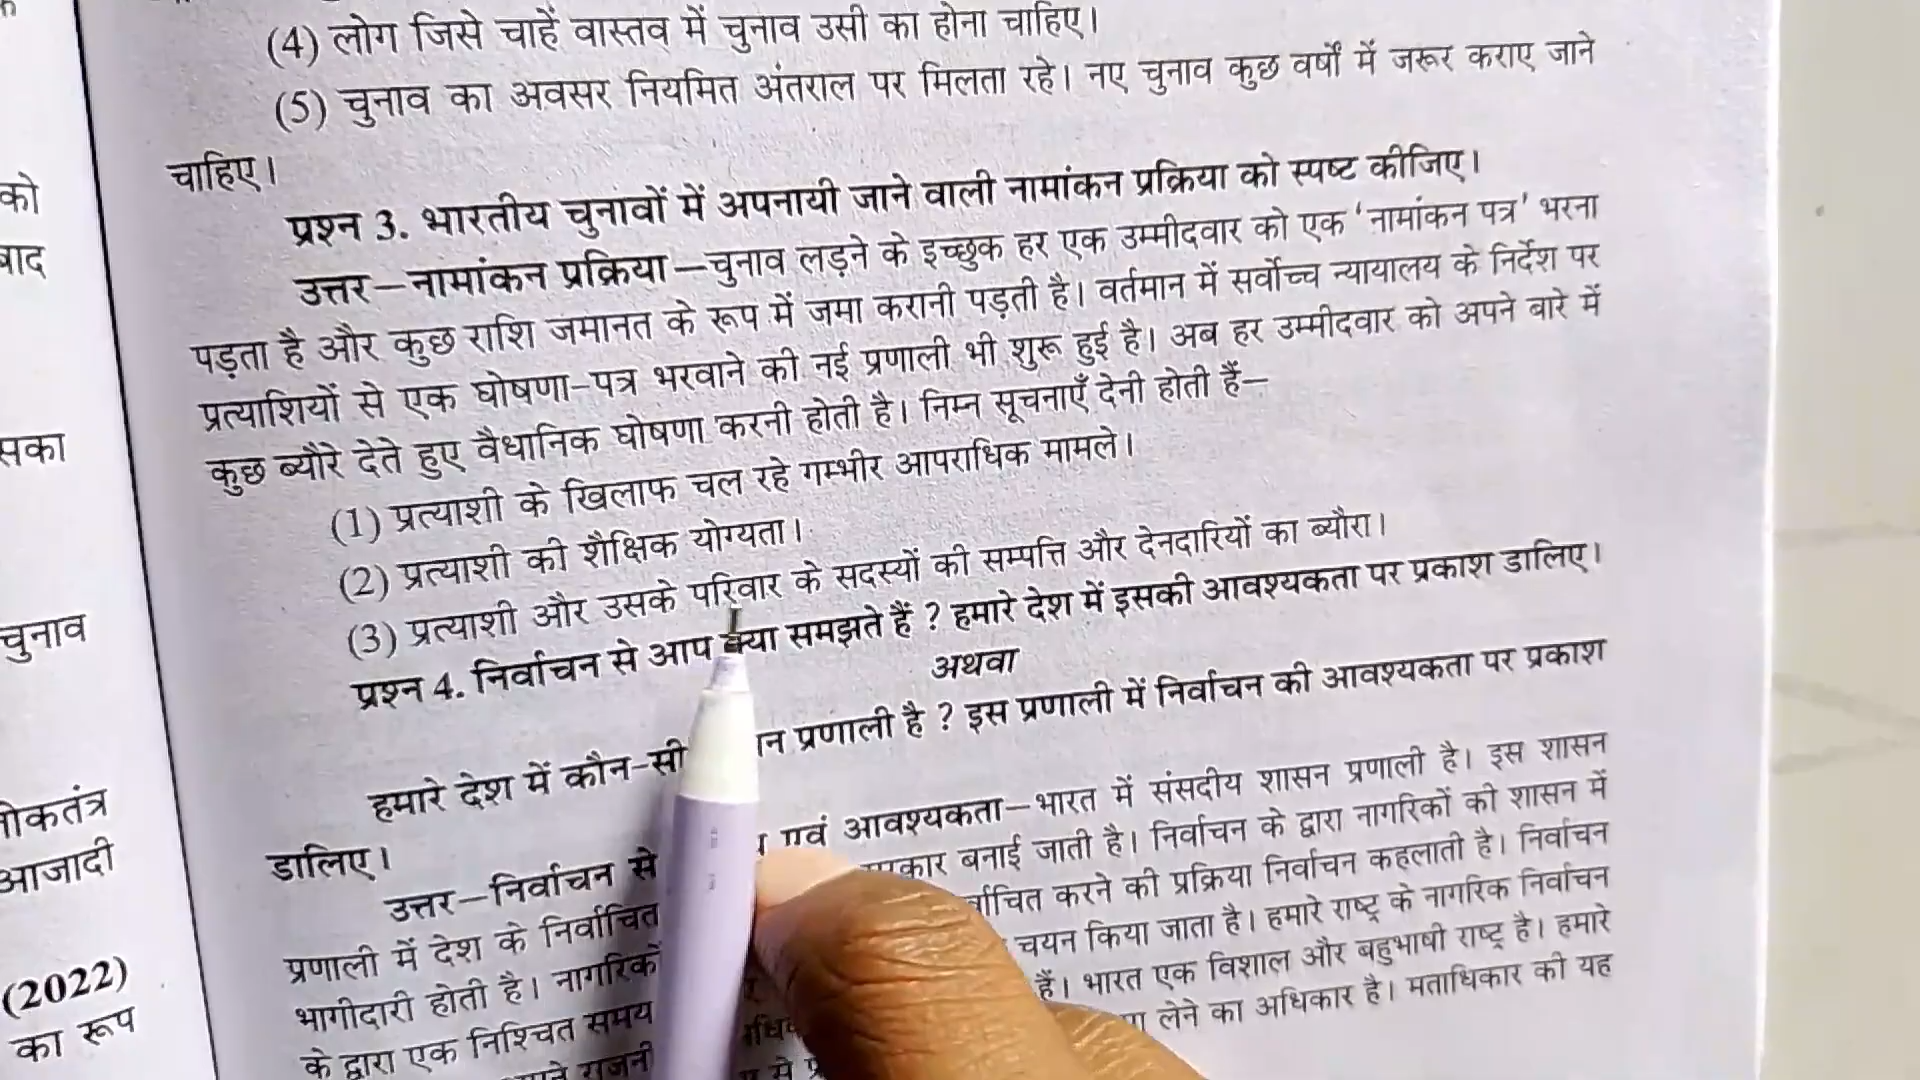 (4) लोग जिसे चाहें वास्तव में चुनाव उसी का होना चाहिए।
(5) चुनाव का अवसर नियमित अंतराल पर मिलता रहे। नए चुनाव कुछ वर्षों में जरूर कराए जाने
चाहिए।
प्रश्न 3. भारतीय चुनावों में अपनायी जाने वाली नामांकन प्रक्रिया को स्पष्ट कीजिए।
उत्तर—नामांकन प्रक्रिया—चुनाव लड़ने के इच्छुक हर एक उम्मीदवार को एक ‘नामांकन पत्र’ भरना
पड़ता है और कुछ राशि जमानत के रूप में जमा करानी पड़ती है। वर्तमान में सर्वोच्च न्यायालय के निर्देश पर
प्रत्याशियों से एक घोषणा-पत्र भरवाने की नई प्रणाली भी शुरू हुई है। अब हर उम्मीदवार को अपने बारे में
कुछ ब्यौरे देते हुए वैधानिक घोषणा करनी होती है। निम्न सूचनाएँ देनी होती हैं—
(1) प्रत्याशी के खिलाफ चल रहे गम्भीर आपराधिक मामले।
(2) प्रत्याशी की शैक्षिक योग्यता।
(3) प्रत्याशी और उसके परिवार के सदस्यों की सम्पत्ति और देनदारियों का ब्यौरा।
प्रश्न 4. निर्वाचन से आप क्या समझते हैं ? हमारे देश में इसकी आवश्यकता पर प्रकाश डालिए।
अथवा
हमारे देश में कौन-सी प्रणाली है ? इस प्रणाली में निर्वाचन की आवश्यकता पर प्रकाश
डालिए।
उत्तर—निर्वाचन से एवं आवश्यकता—भारत में संसदीय शासन प्रणाली है। इस शासन
प्रणाली में देश के निर्वाचित बनाई जाती है। निर्वाचन के द्वारा नागरिकों की शासन में
भागीदारी होती है। नागरिकों करने की प्रक्रिया निर्वाचन कहलाती है। निर्वाचन
के द्वारा एक निश्चित समय चयन किया जाता है। हमारे राष्ट्र के नागरिक निर्वाचन
हैं। भारत एक विशाल और बहुभाषी राष्ट्र है। हमारे
लेने का अधिकार है। मताधिकार की यह
को
सका
चुनाव
आजादी
(2022)
का रूप